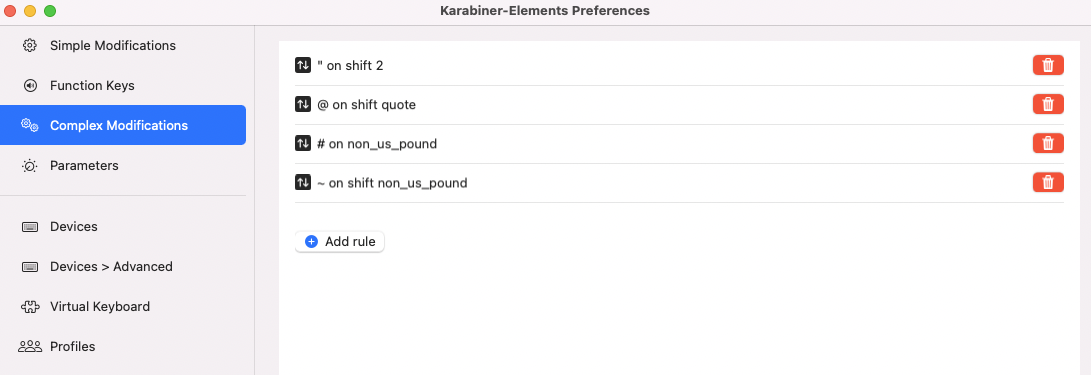 Karabiner-Elements Preferences
Simple Modifications
Function Keys
Complex Modifications
Parameters
Devices
Devices > Advanced
Virtual Keyboard
Profiles
" on shift 2
@ on shift quote
# on non_us_pound
~ on shift non_us_pound
Add rule